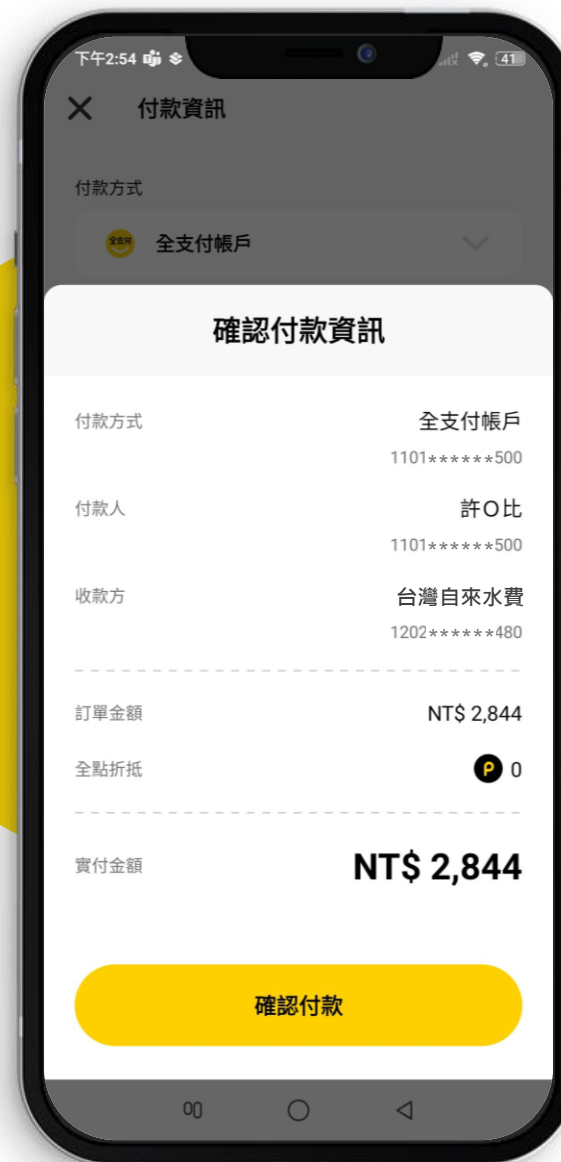 下午2:54
41
付款資訊
付款方式
全支付
全支付帳戶
確認付款資訊
付款方式
全支付帳戶
1101******500
付款人
許O比
1101******500
收款方
台灣自來水費
1202******480
訂單金額
NT$ 2,844
全點折抵
P 0
實付金額
NT$ 2,844
確認付款